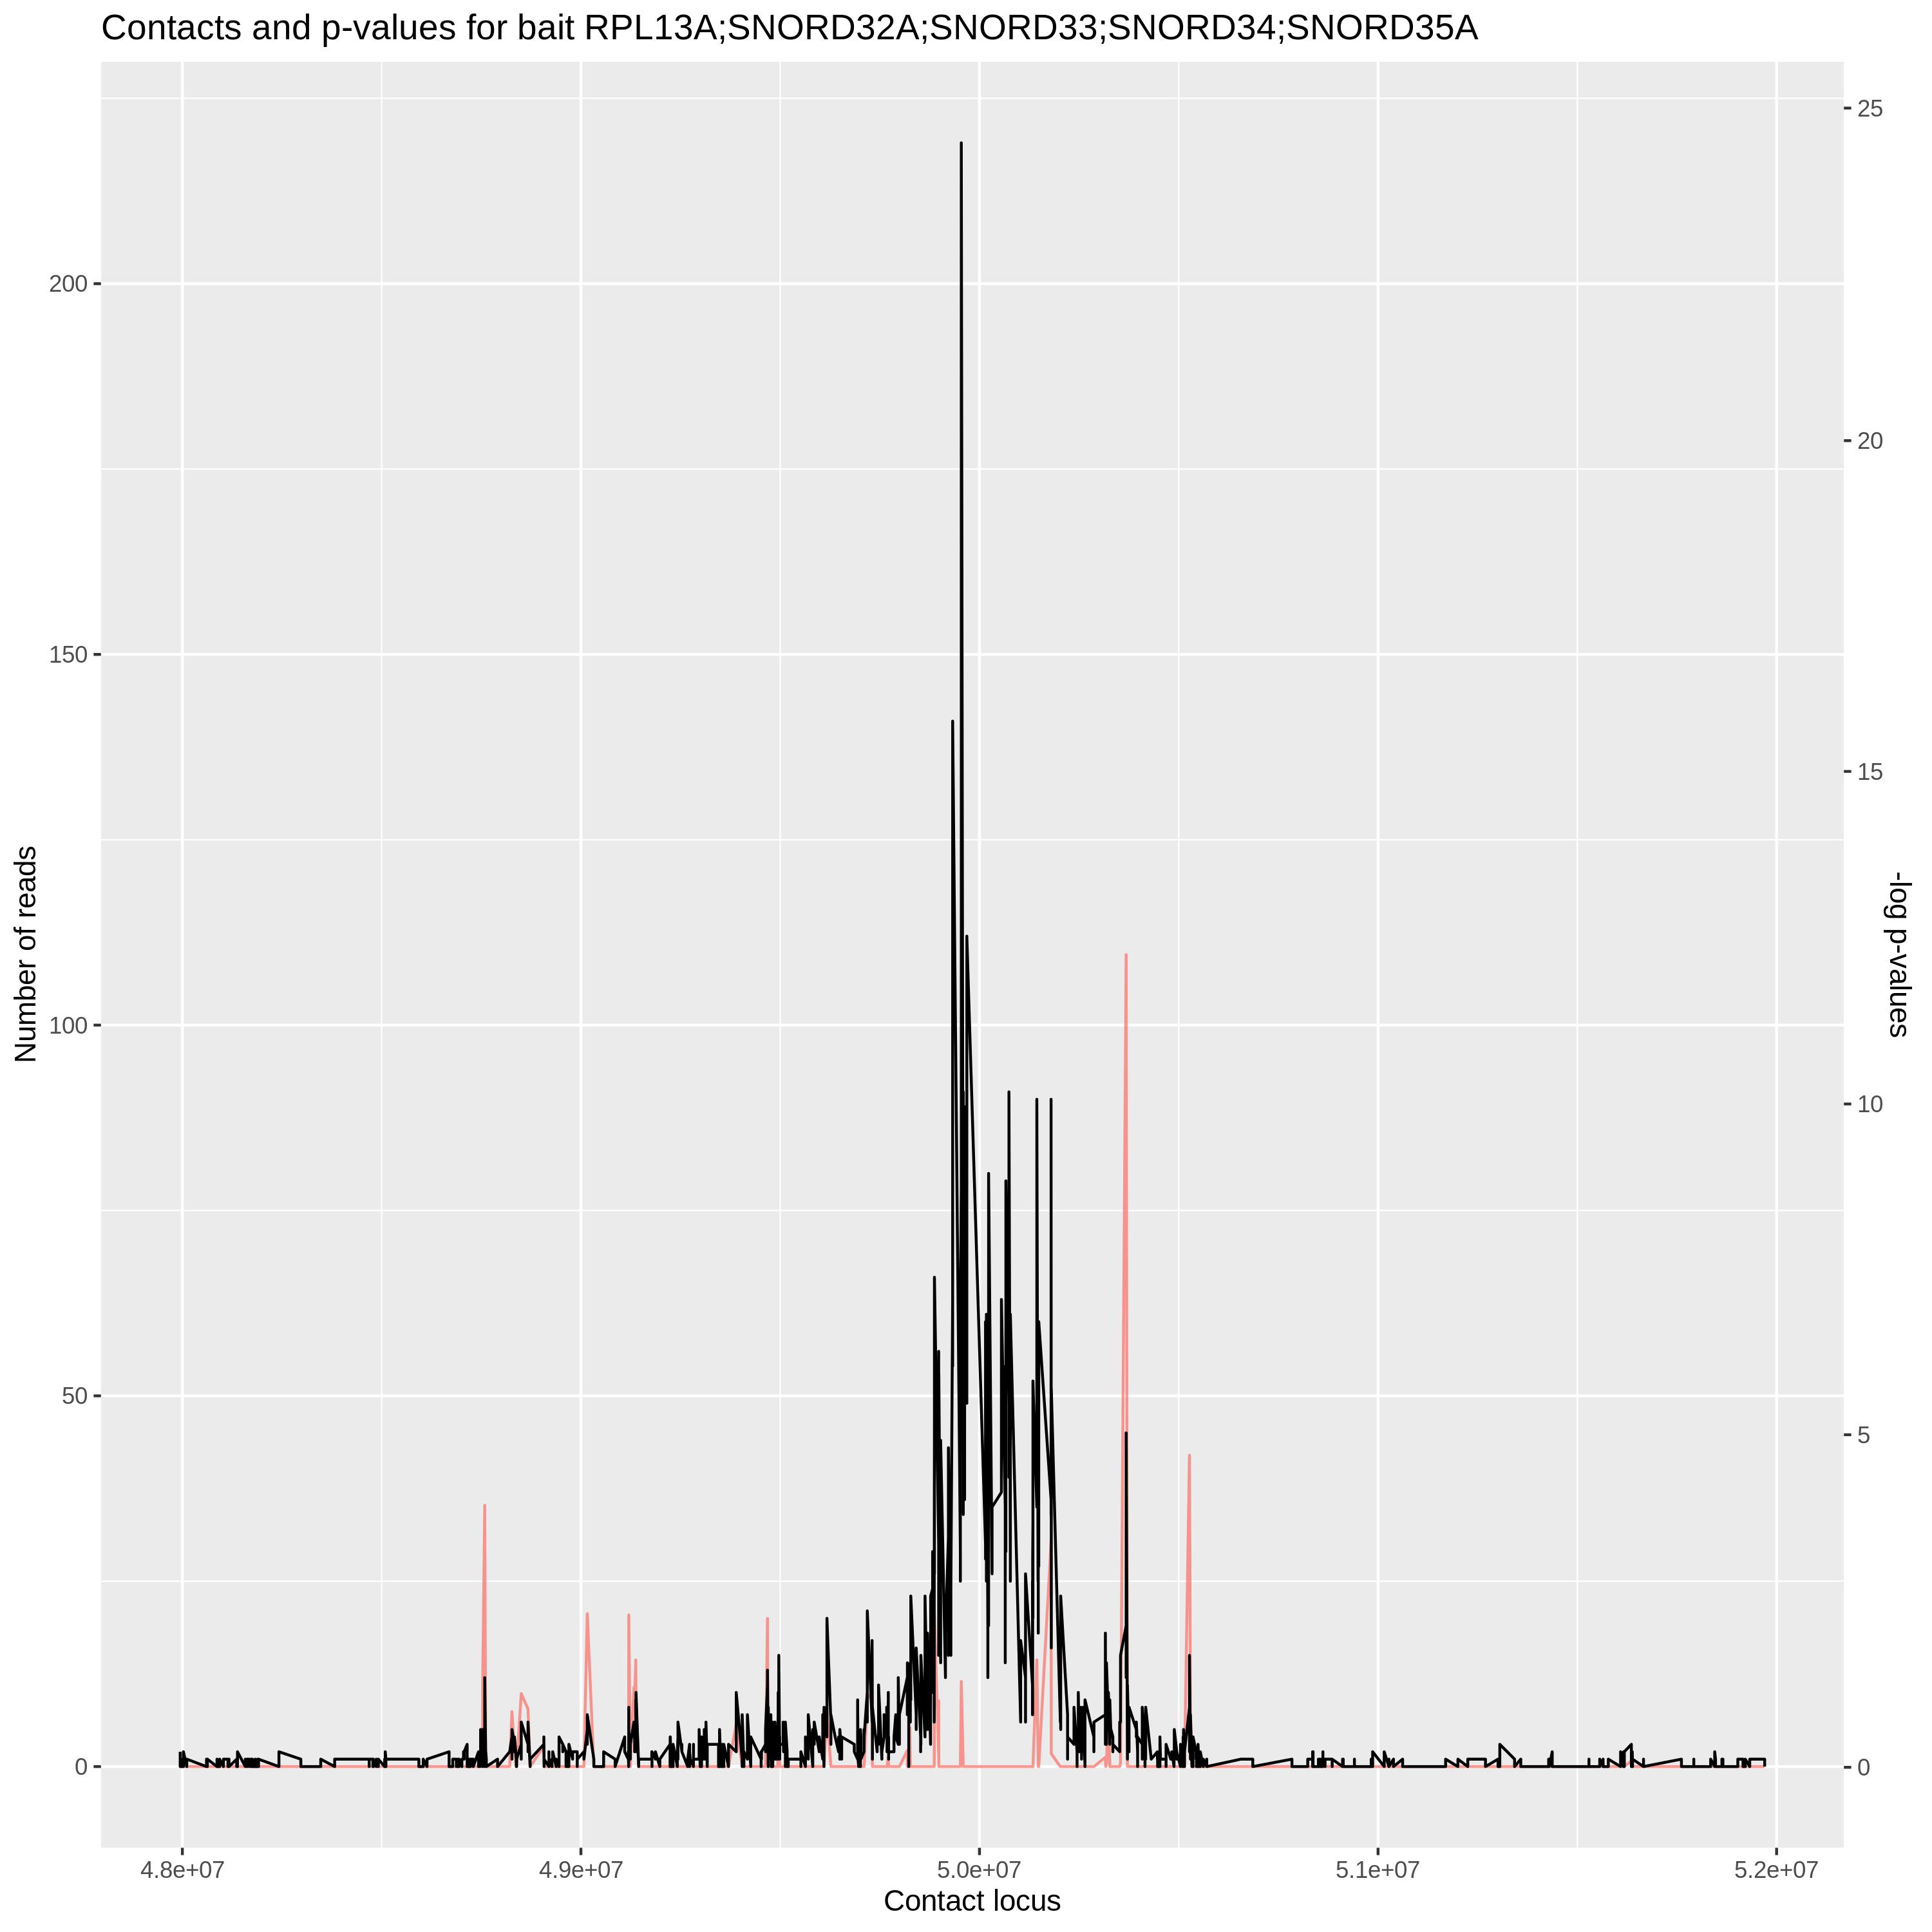 Contacts and p-values for bait RPL13A;SNORD32A;SNORD33;SNORD34;SNORD35A
Number of reads
200
150
100
50
0
25
20
15
10
5
0
-log p-values
4.8e+07
4.9e+07
5.0e+07
5.1e+07
5.2e+07
Contact locus